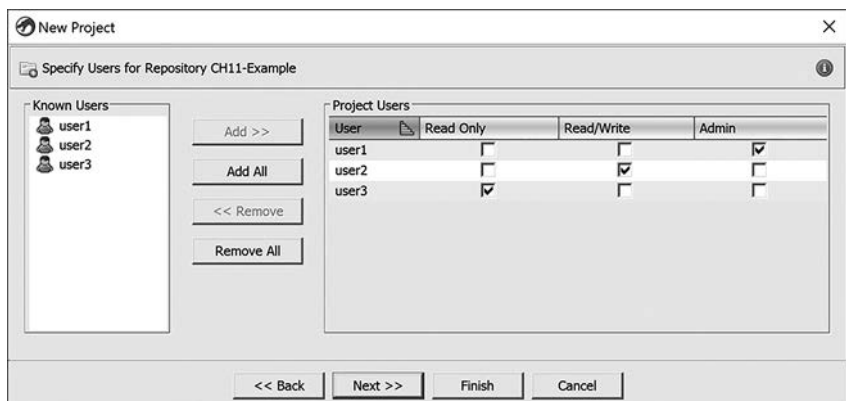 New Project
Specify Users for Repository CH11-Example
Known Users
user1
user2
user3
Add >>
Add All
<< Remove
Remove All
Project Users
User Read Only Read/Write Admin
user1
user2
user3
<< Back Next >> Finish Cancel